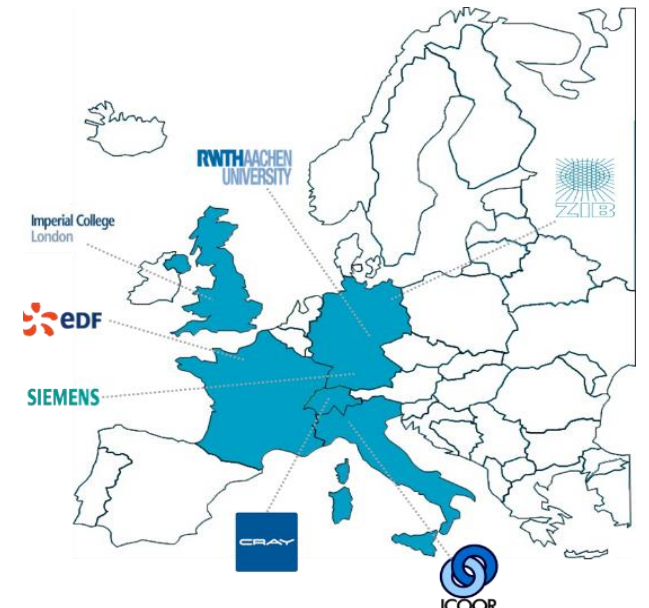 RWTHAACHEN
UNIVERSITY
ZIB
Imperial College
London
eDF
SIEMENS
CRAY
ICOOR